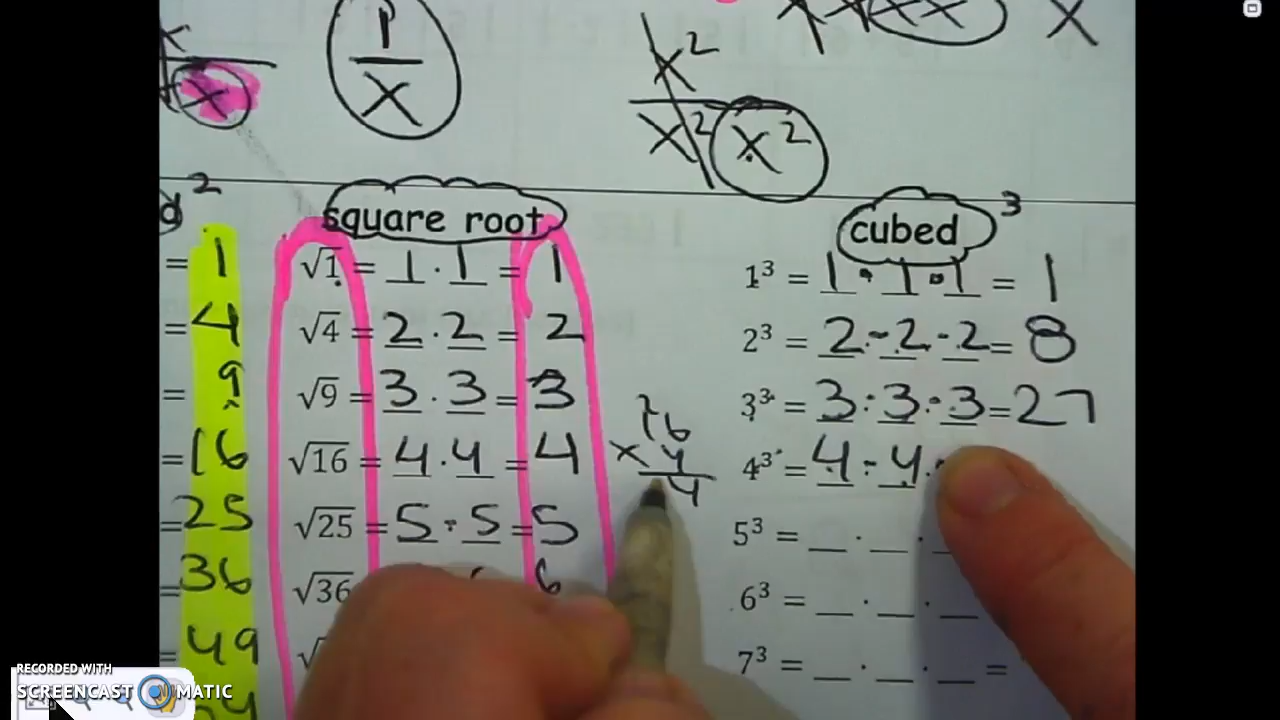 x
x
1
x
x²
x² x²
x x x x x
d²
= 1
= 4
= 9
= 16
= 25
= 36
= 49
square root
√1 = 1 · 1 = 1
√4 = 2 · 2 = 2
√9 = 3 · 3 = 3
√16 = 4 · 4 = 4
√25 = 5 · 5 = 5
√36 6
cubed ³
1³ = 1 · 1 · 1 = 1
2³ = 2 · 2 · 2 = 8
3³ = 3 · 3 · 3 = 27
4³ = 4 · 4 ·
5³ = __ · __ ·
6³ = __ · __ · __
7³ = __ · __ · __ =
16
x 4
4
RECORDED WITH
SCREENCAST MATIC